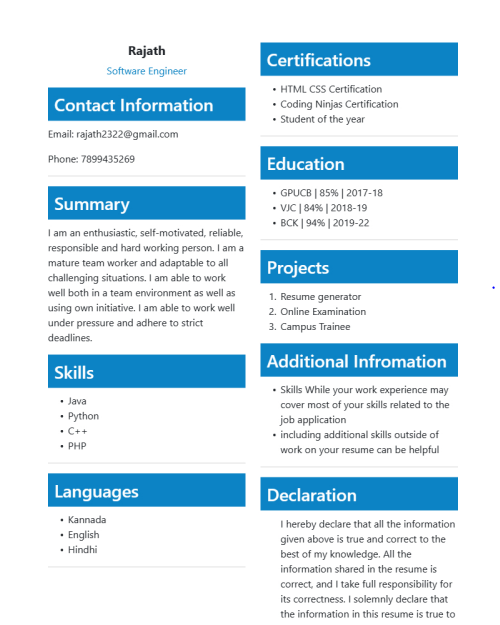 Rajath
Software Engineer
Contact Information
Email: rajath2322@gmail.com
Phone: 7899435269
Summary
I am an enthusiastic, self-motivated, reliable,
responsible and hard working person. I am a
mature team worker and adaptable to all
challenging situations. I am able to work
well both in a team environment as well as
using own initiative. I am able to work well
under pressure and adhere to strict
deadlines.
Skills
• Java
• Python
• C++
• PHP
Languages
• Kannada
• English
• Hindhi
Certifications
• HTML CSS Certification
• Coding Ninjas Certification
• Student of the year
Education
• GPUCB | 85% | 2017-18
• VJC | 84% | 2018-19
• BCK | 94% | 2019-22
Projects
1. Resume generator
2. Online Examination
3. Campus Trainee
Additional Infromation
• Skills While your work experience may
cover most of your skills related to the
job application
• including additional skills outside of
work on your resume can be helpful
Declaration
I hereby declare that all the information
given above is true and correct to the
best of my knowledge. All the
information shared in the resume is
correct, and I take full responsibility for
its correctness. I solemnly declare that
the information in this resume is true to